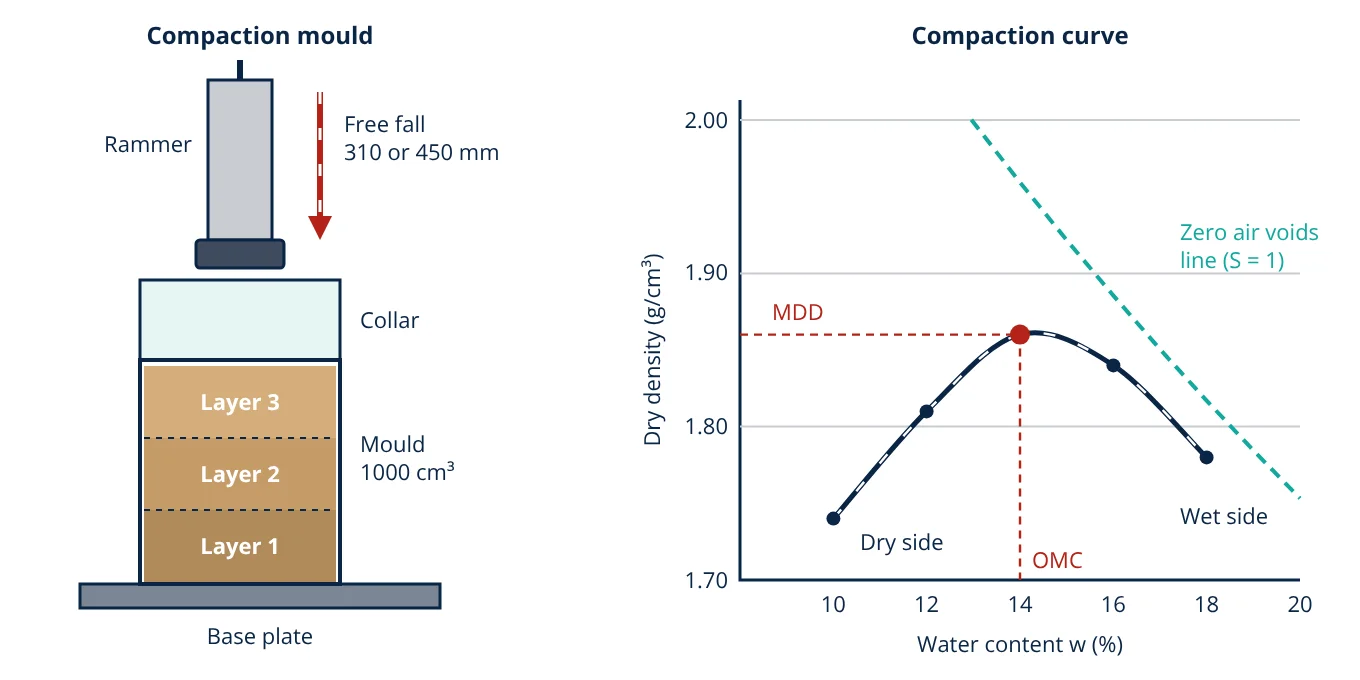 Compaction mould
Rammer
Free fall
310 or 450 mm
Collar
Layer 3
Mould
1000 cm³
Layer 2
Layer 1
Base plate
Compaction curve
2.00
Zero air voids
line (S = 1)
1.90
MDD
Dry density (g/cm³)
1.80
Wet side
Dry side
OMC
1.70
10 12 14 16 18 20
Water content w (%)